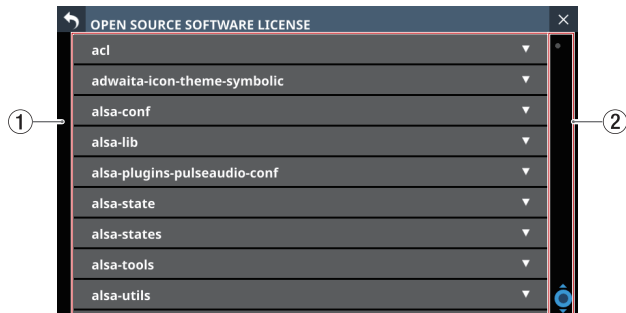 OPEN SOURCE SOFTWARE LICENSE
acl
adwaita-icon-theme-symbolic
alsa-conf
① ②
alsa-lib
alsa-plugins-pulseaudio-conf
alsa-state
alsa-states
alsa-tools
alsa-utils